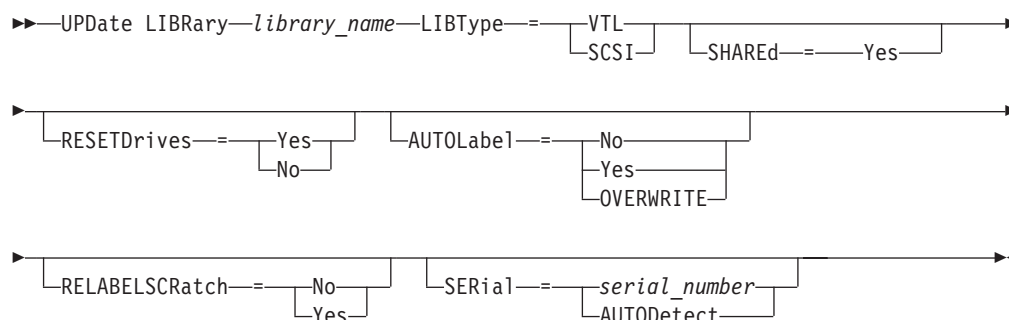 UPDate LIBRary library_name LIBType = VTL
SCSI SHAREd = Yes
RESETDrives = Yes
No AUTOLabel = No
Yes
OVERWRITE
RELABELSCRatch = No
Yes SERial = serial_number
AUTODetect